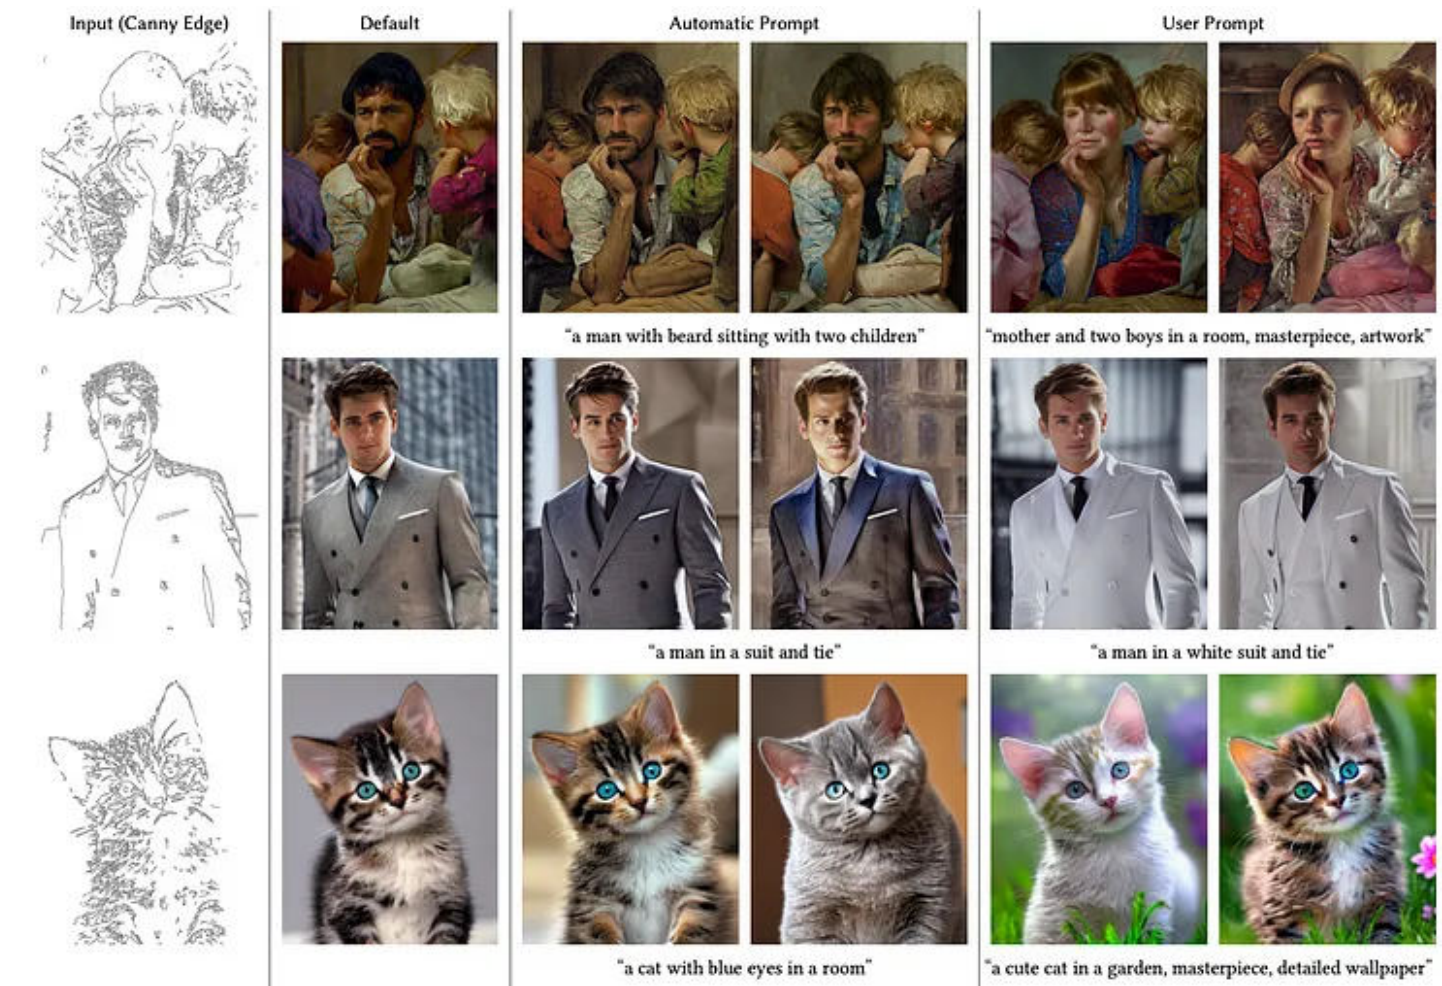 Input (Canny Edge)
Default
Automatic Prompt
User Prompt
“a man with beard sitting with two children”
“mother and two boys in a room, masterpiece, artwork”
“a man in a suit and tie”
“a man in a white suit and tie”
“a cat with blue eyes in a room”
“a cute cat in a garden, masterpiece, detailed wallpaper”